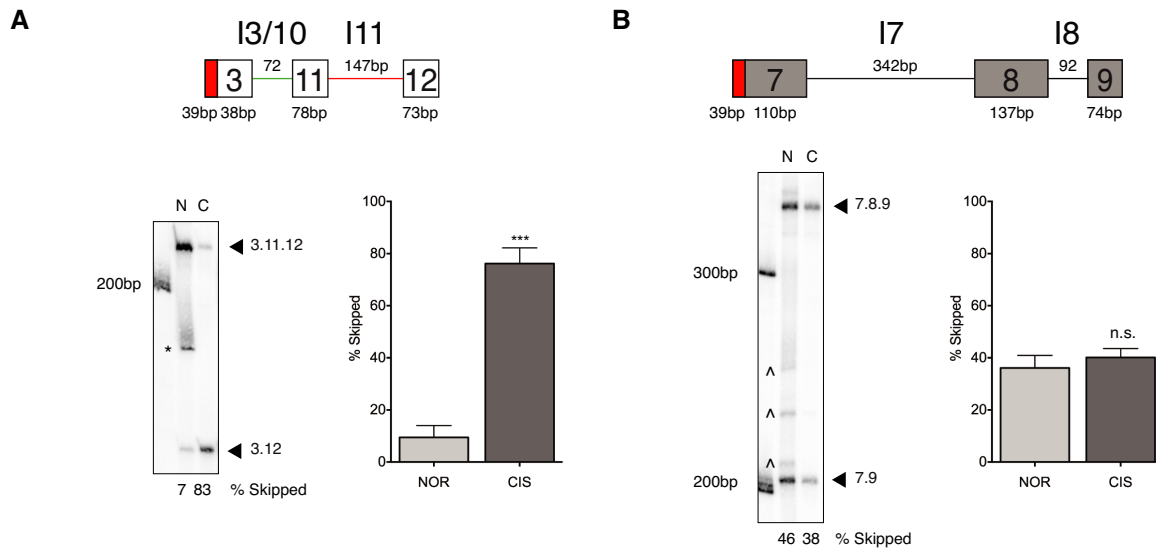 A
I3/10 I11
72 147bp
3 11 12
39bp 38bp 78bp 73bp
N C
3.11.12
200bp
*
3.12
7 83 % Skipped
% Skipped
100
80
60
40
20
0
***
NOR CIS
B
I7 I8
342bp 92
7 8 9
39bp 110bp 137bp 74bp
N C
7.8.9
300bp
^
^
^
200bp
7.9
46 38 % Skipped
% Skipped
100
80
60
40
20
0
n.s.
NOR CIS